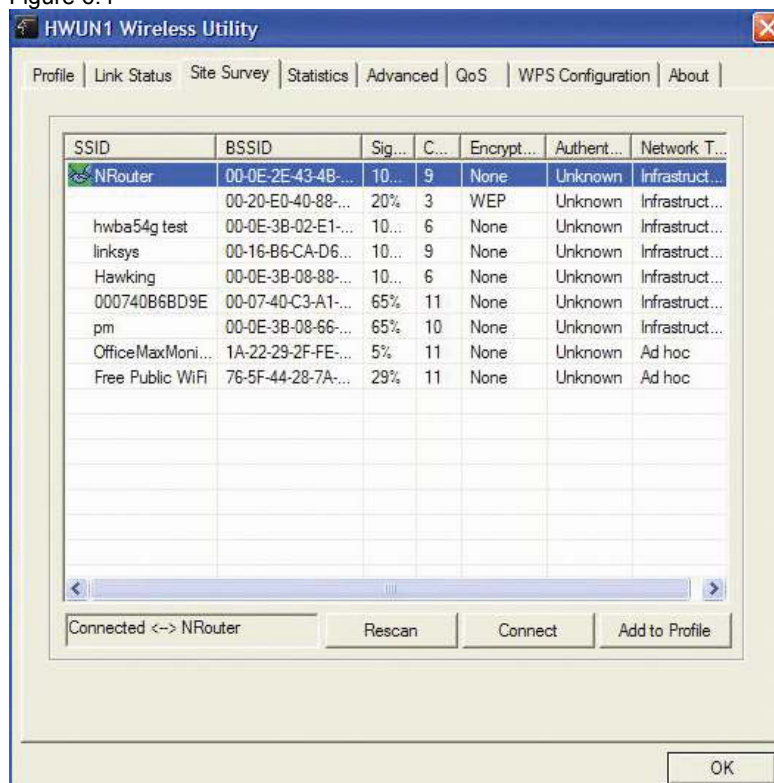 HWUN1 Wireless Utility
Profile Link Status Site Survey Statistics Advanced QoS WPS Configuration About
SSID BSSID Sig... C... Encrypt... Authent... Network T...
NRouter 00-0E-2E-43-4B-... 10... 9 None Unknown Infrastruct...
00-20-E0-40-88-... 20% 3 WEP Unknown Infrastruct...
hwba54g test 00-0E-3B-02-E1-... 10... 6 None Unknown Infrastruct...
linksys 00-16-B6-CA-D6... 10... 9 None Unknown Infrastruct...
Hawking 00-0E-3B-08-88-... 10... 6 None Unknown Infrastruct...
000740B6BD9E 00-07-40-C3-A1-... 65% 11 None Unknown Infrastruct...
pm 00-0E-3B-08-66-... 65% 10 None Unknown Infrastruct...
OfficeMaxMoni... 1A-22-29-2F-FE-... 5% 11 None Unknown Ad hoc
Free Public WiFi 76-5F-44-28-7A-... 29% 11 None Unknown Ad hoc
Connected <--> NRouter Rescan Connect Add to Profile
OK